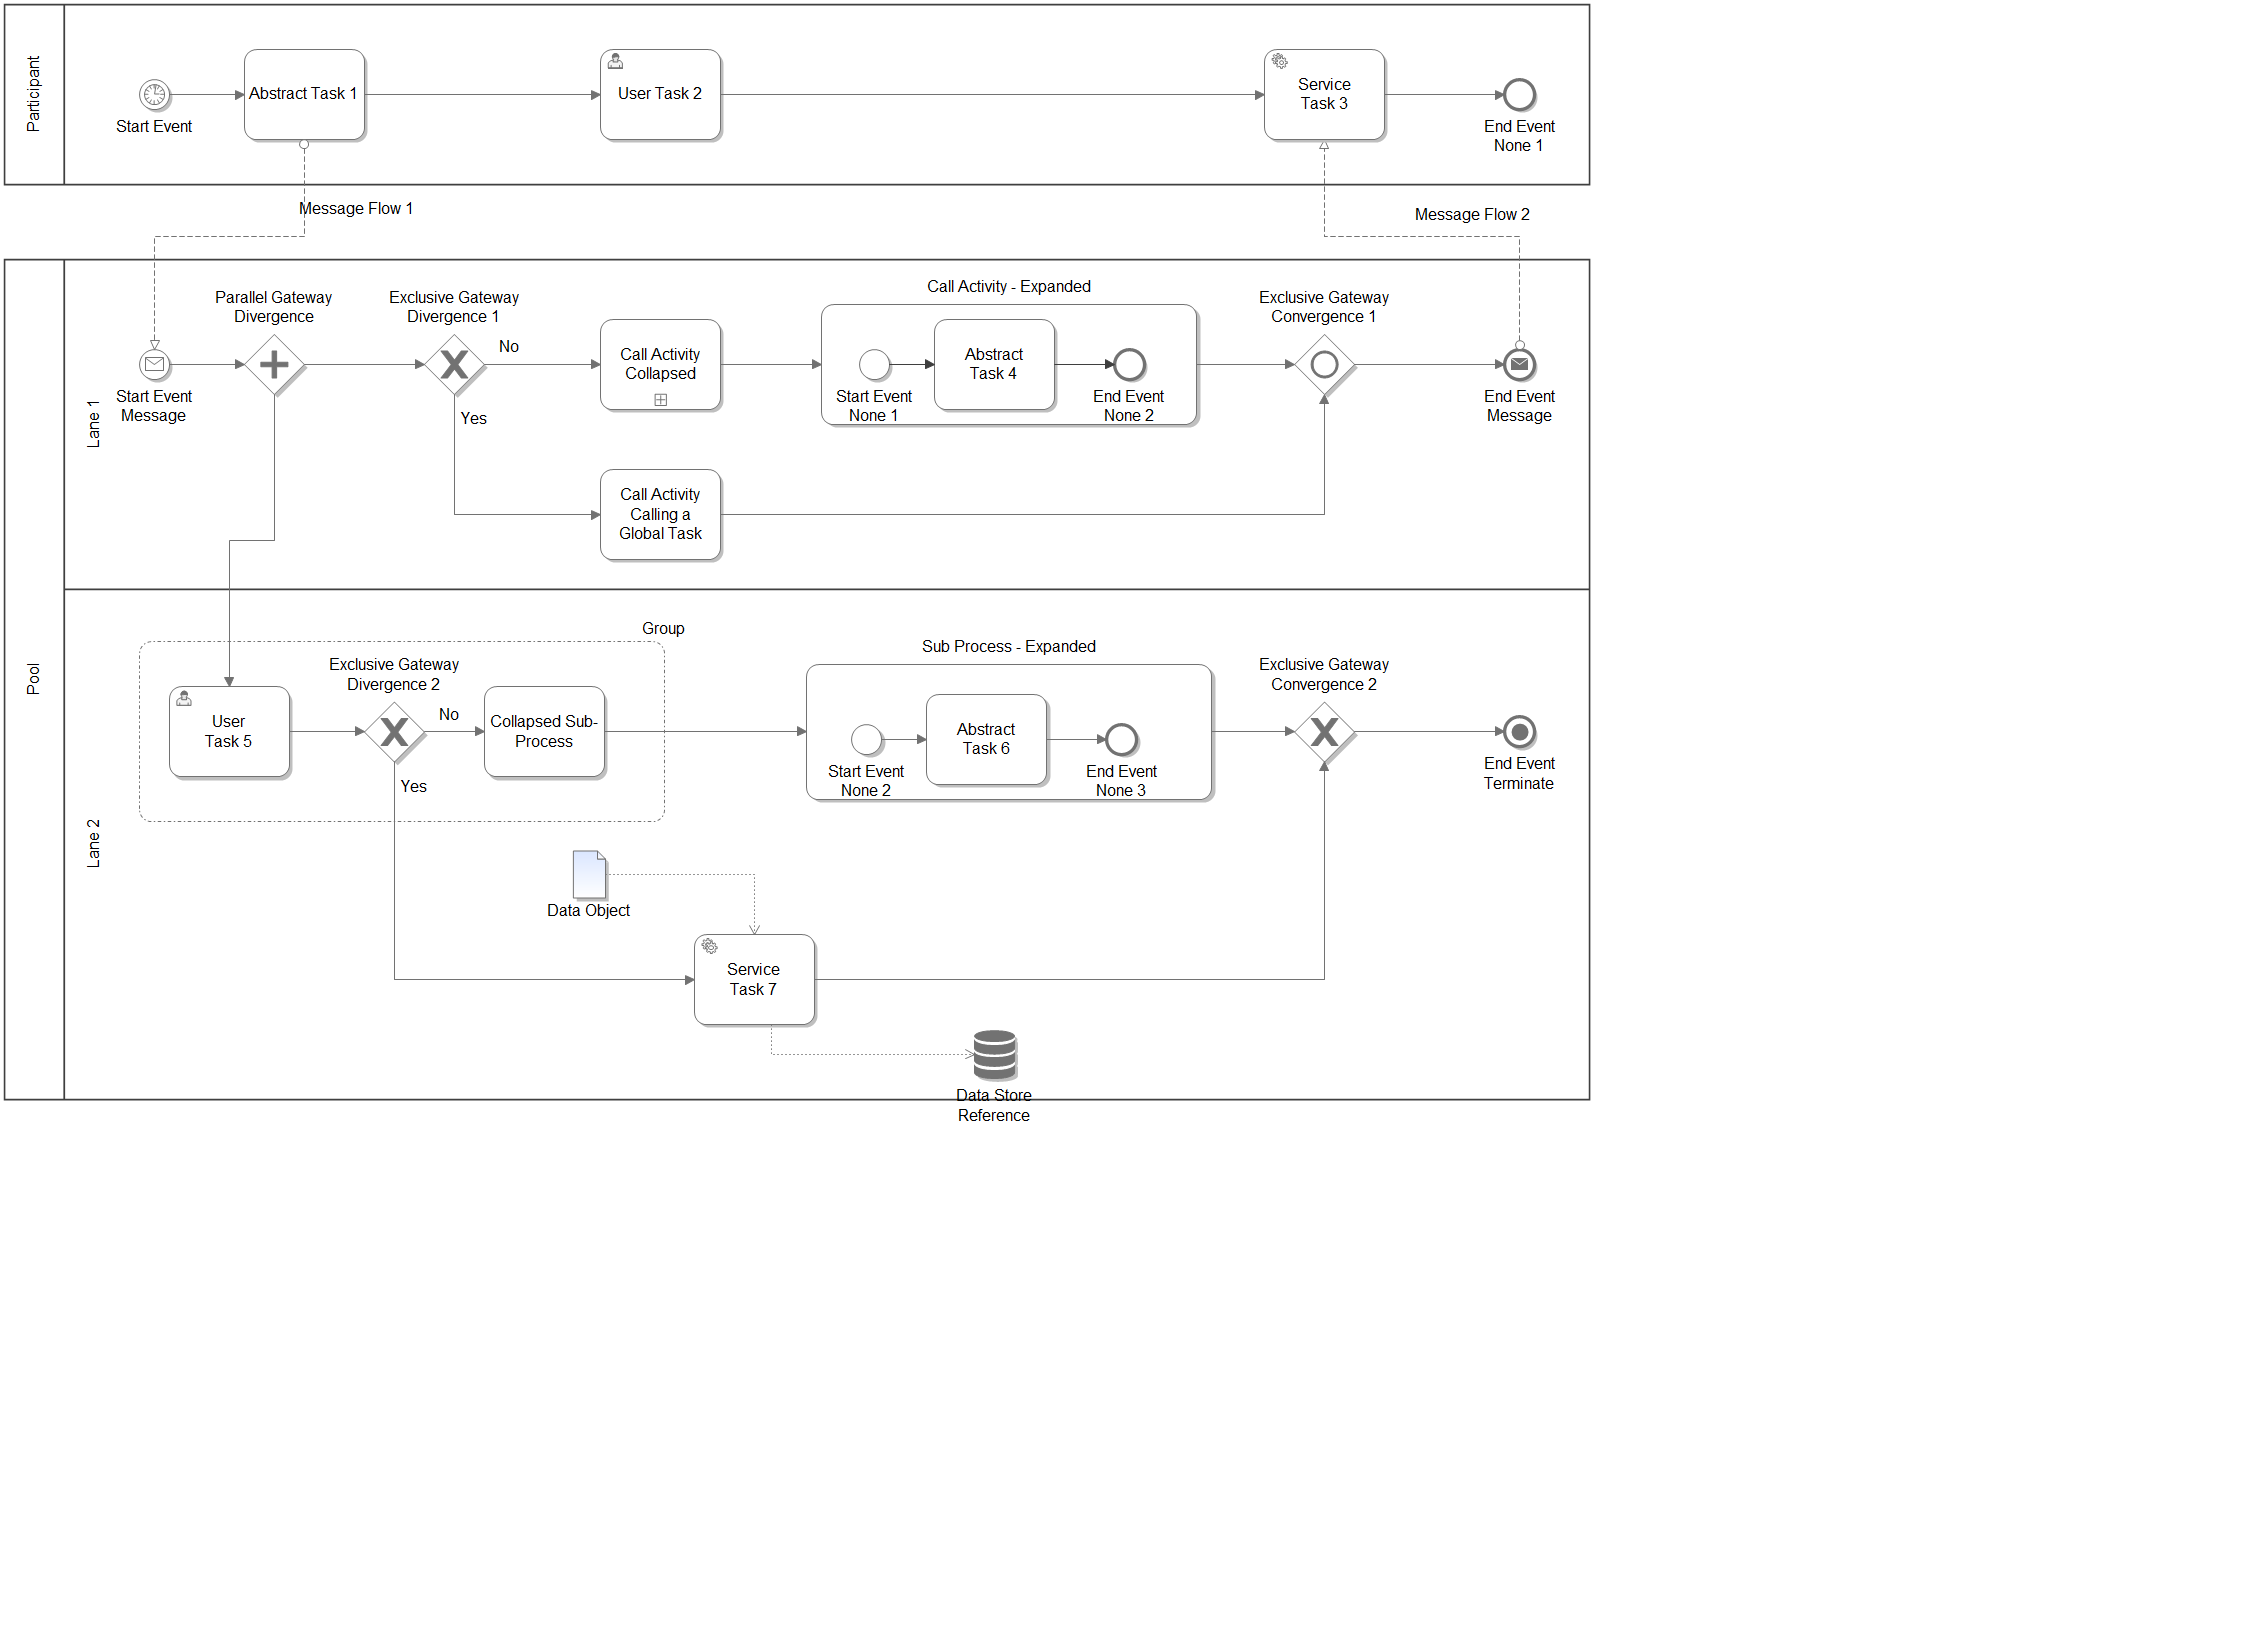 Participant
Start Event
Abstract Task 1
User Task 2
Service
Task 3
End Event
None 1
Message Flow 1
Message Flow 2
Pool
Lane 1
Start Event
Message
Parallel Gateway
Divergence
Exclusive Gateway
Divergence 1
No
Yes
Call Activity
Collapsed
Call Activity
Calling a
Global Task
Call Activity - Expanded
Start Event
None 1
Abstract
Task 4
End Event
None 2
Exclusive Gateway
Convergence 1
End Event
Message
Lane 2
Group
User
Task 5
Exclusive Gateway
Divergence 2
No
Yes
Collapsed Sub-
Process
Sub Process - Expanded
Start Event
None 2
Abstract
Task 6
End Event
None 3
Exclusive Gateway
Convergence 2
End Event
Terminate
Data Object
Service
Task 7
Data Store
Reference